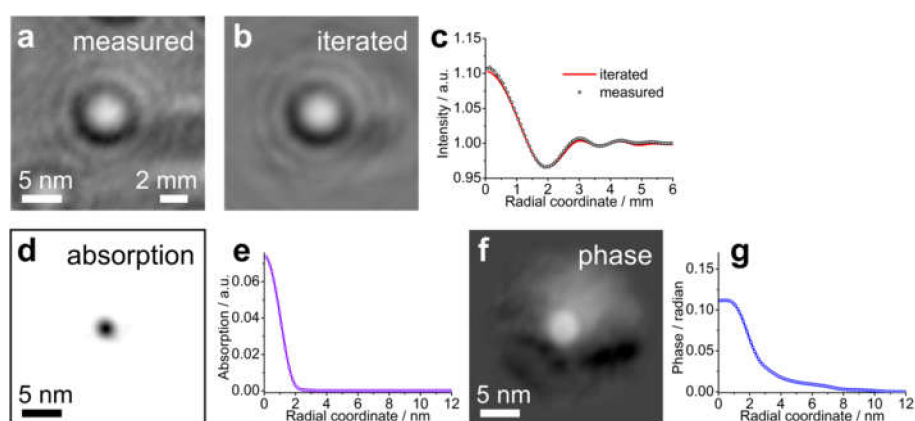 a measured
5 nm 2 mm
b iterated
c
1.15
1.10
1.05
1.00
0.95
Intensity / a.u.
iterated
measured
0 1 2 3 4 5 6
Radial coordinate / mm
d absorption
5 nm
e
0.06
0.04
0.02
0.00
Absorption / a.u.
0 2 4 6 8 10 12
Radial coordinate / nm
f phase
5 nm
g
0.15
0.10
0.05
0.00
Phase / radian
0 2 4 6 8 10 12
Radial coordinate / nm